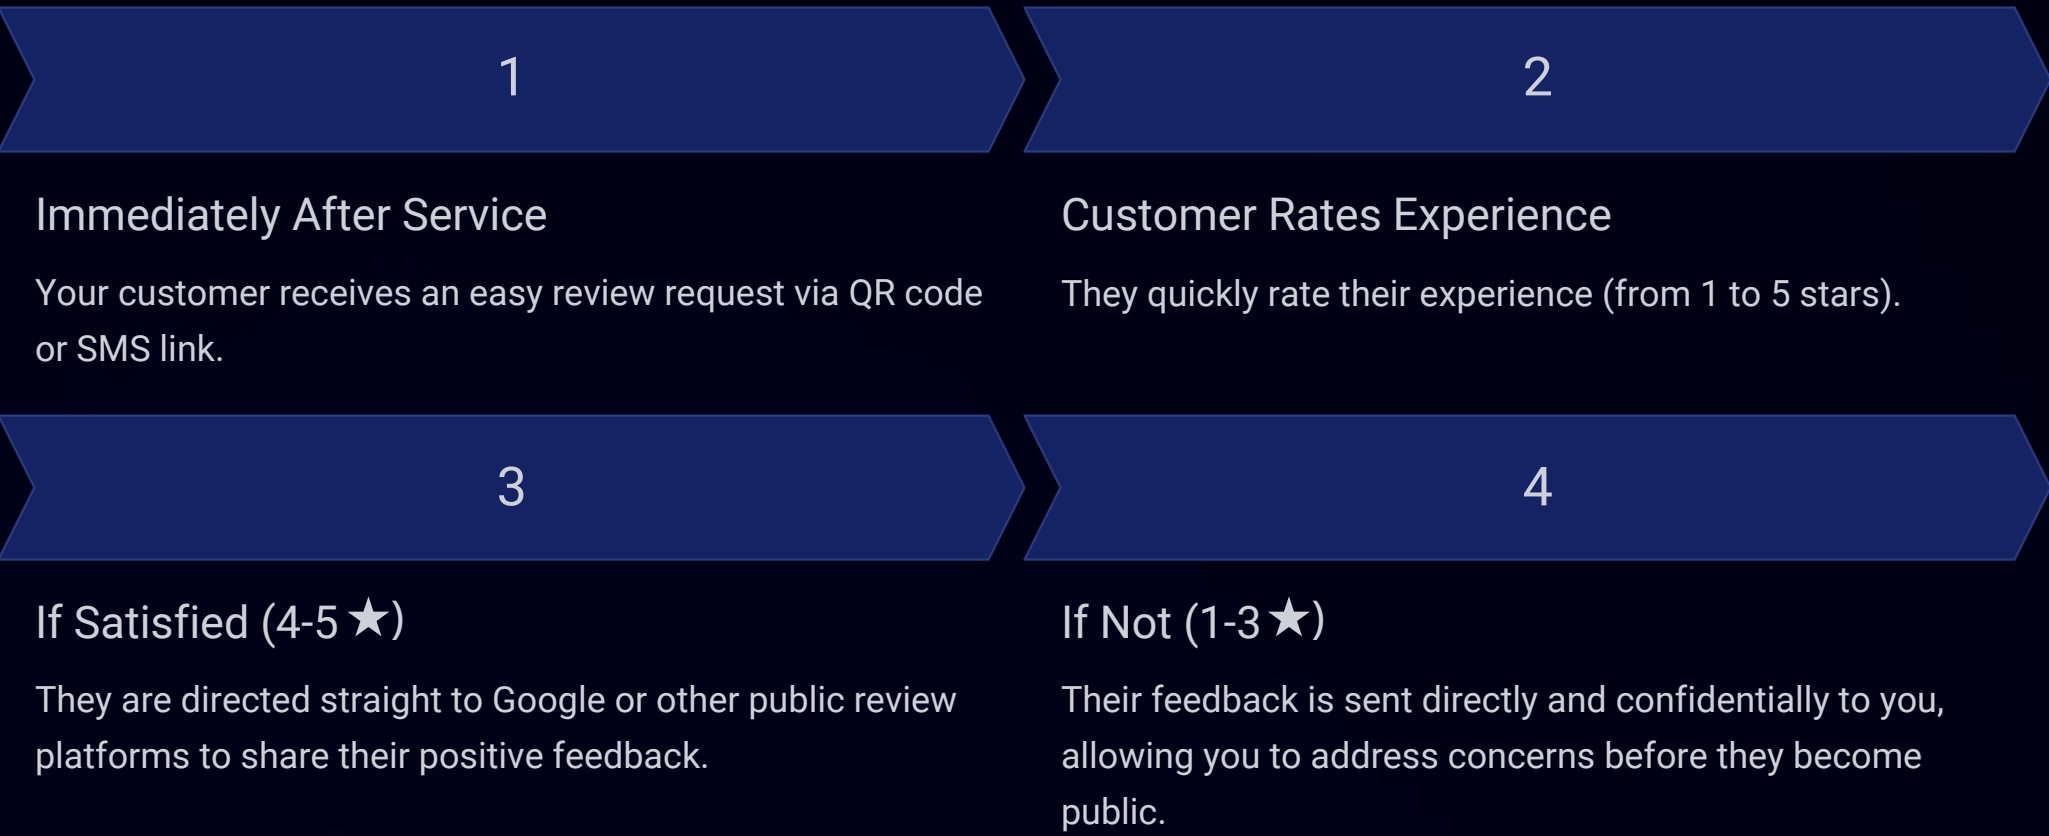 1
2
Immediately After Service
Your customer receives an easy review request via QR code
or SMS link.
Customer Rates Experience
They quickly rate their experience (from 1 to 5 stars).
3
4
If Satisfied (4-5 ★)
They are directed straight to Google or other public review
platforms to share their positive feedback.
If Not (1-3 ★)
Their feedback is sent directly and confidentially to you,
allowing you to address concerns before they become
public.